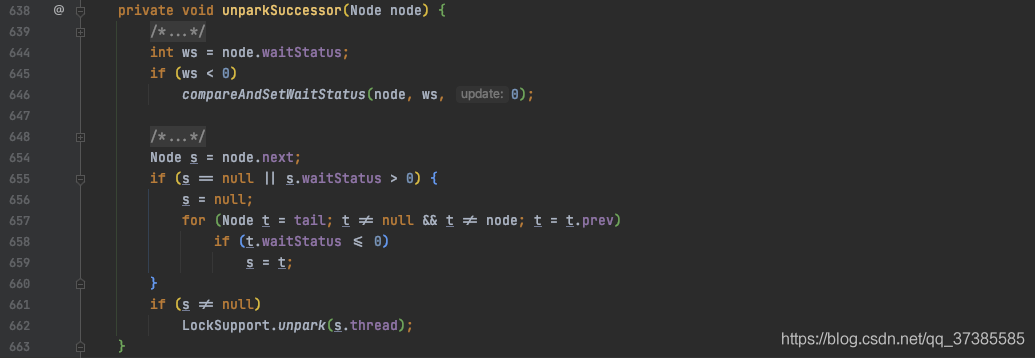 638 @ private void unparkSuccessor(Node node) {
639 /*...*/
644 int ws = node.waitStatus;
645 if (ws < 0)
646 compareAndSetWaitStatus(node, ws, update: 0);
647
648 /*...*/
654 Node s = node.next;
655 if (s == null || s.waitStatus > 0) {
656 s = null;
657 for (Node t = tail; t != null && t != node; t = t.prev)
658 if (t.waitStatus <= 0)
659 s = t;
660 }
661 if (s != null)
662 LockSupport.unpark(s.thread);
663 }
https://blog.csdn.net/qq_37385585